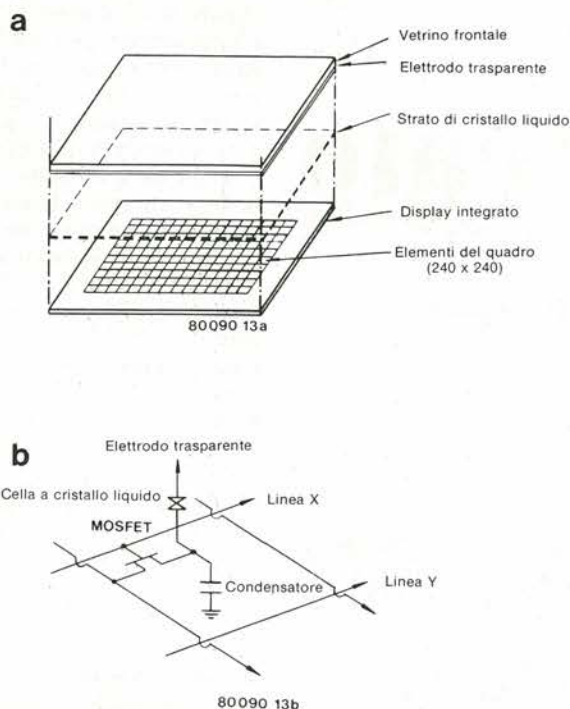 a
Vetrino frontale
Elettrodo trasparente
Strato di cristallo liquido
Display integrato
Elementi del quadro
(240 x 240)
80090 13a
b
Elettrodo trasparente
Cella a cristallo liquido
Linea X
MOSFET
Condensatore
Linea Y
80090 13b